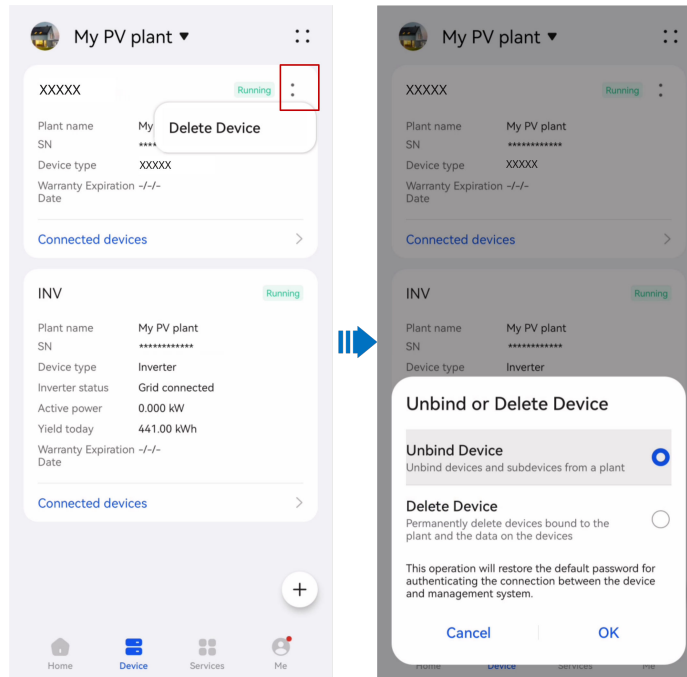 My PV plant ▼
XXXXX
Running
Delete Device
Plant name My
SN ****
Device type XXXXX
Warranty Expiration -/-/-
Date
Connected devices
INV
Running
Plant name My PV plant
SN ************
Device type Inverter
Inverter status Grid connected
Active power 0.000 kW
Yield today 441.00 kWh
Warranty Expiration -/-/-
Date
Connected devices
+
Home Device Services Me
My PV plant ▼
XXXXX
Running
Plant name My PV plant
SN ************
Device type XXXXX
Warranty Expiration -/-/-
Date
Connected devices
INV
Running
Plant name My PV plant
SN ************
Device type Inverter
Unbind or Delete Device
Unbind Device
Unbind devices and subdevices from a plant
Delete Device
Permanently delete devices bound to the
plant and the data on the devices
This operation will restore the default password for
authenticating the connection between the device
and management system.
Cancel OK
Home Device Services Me